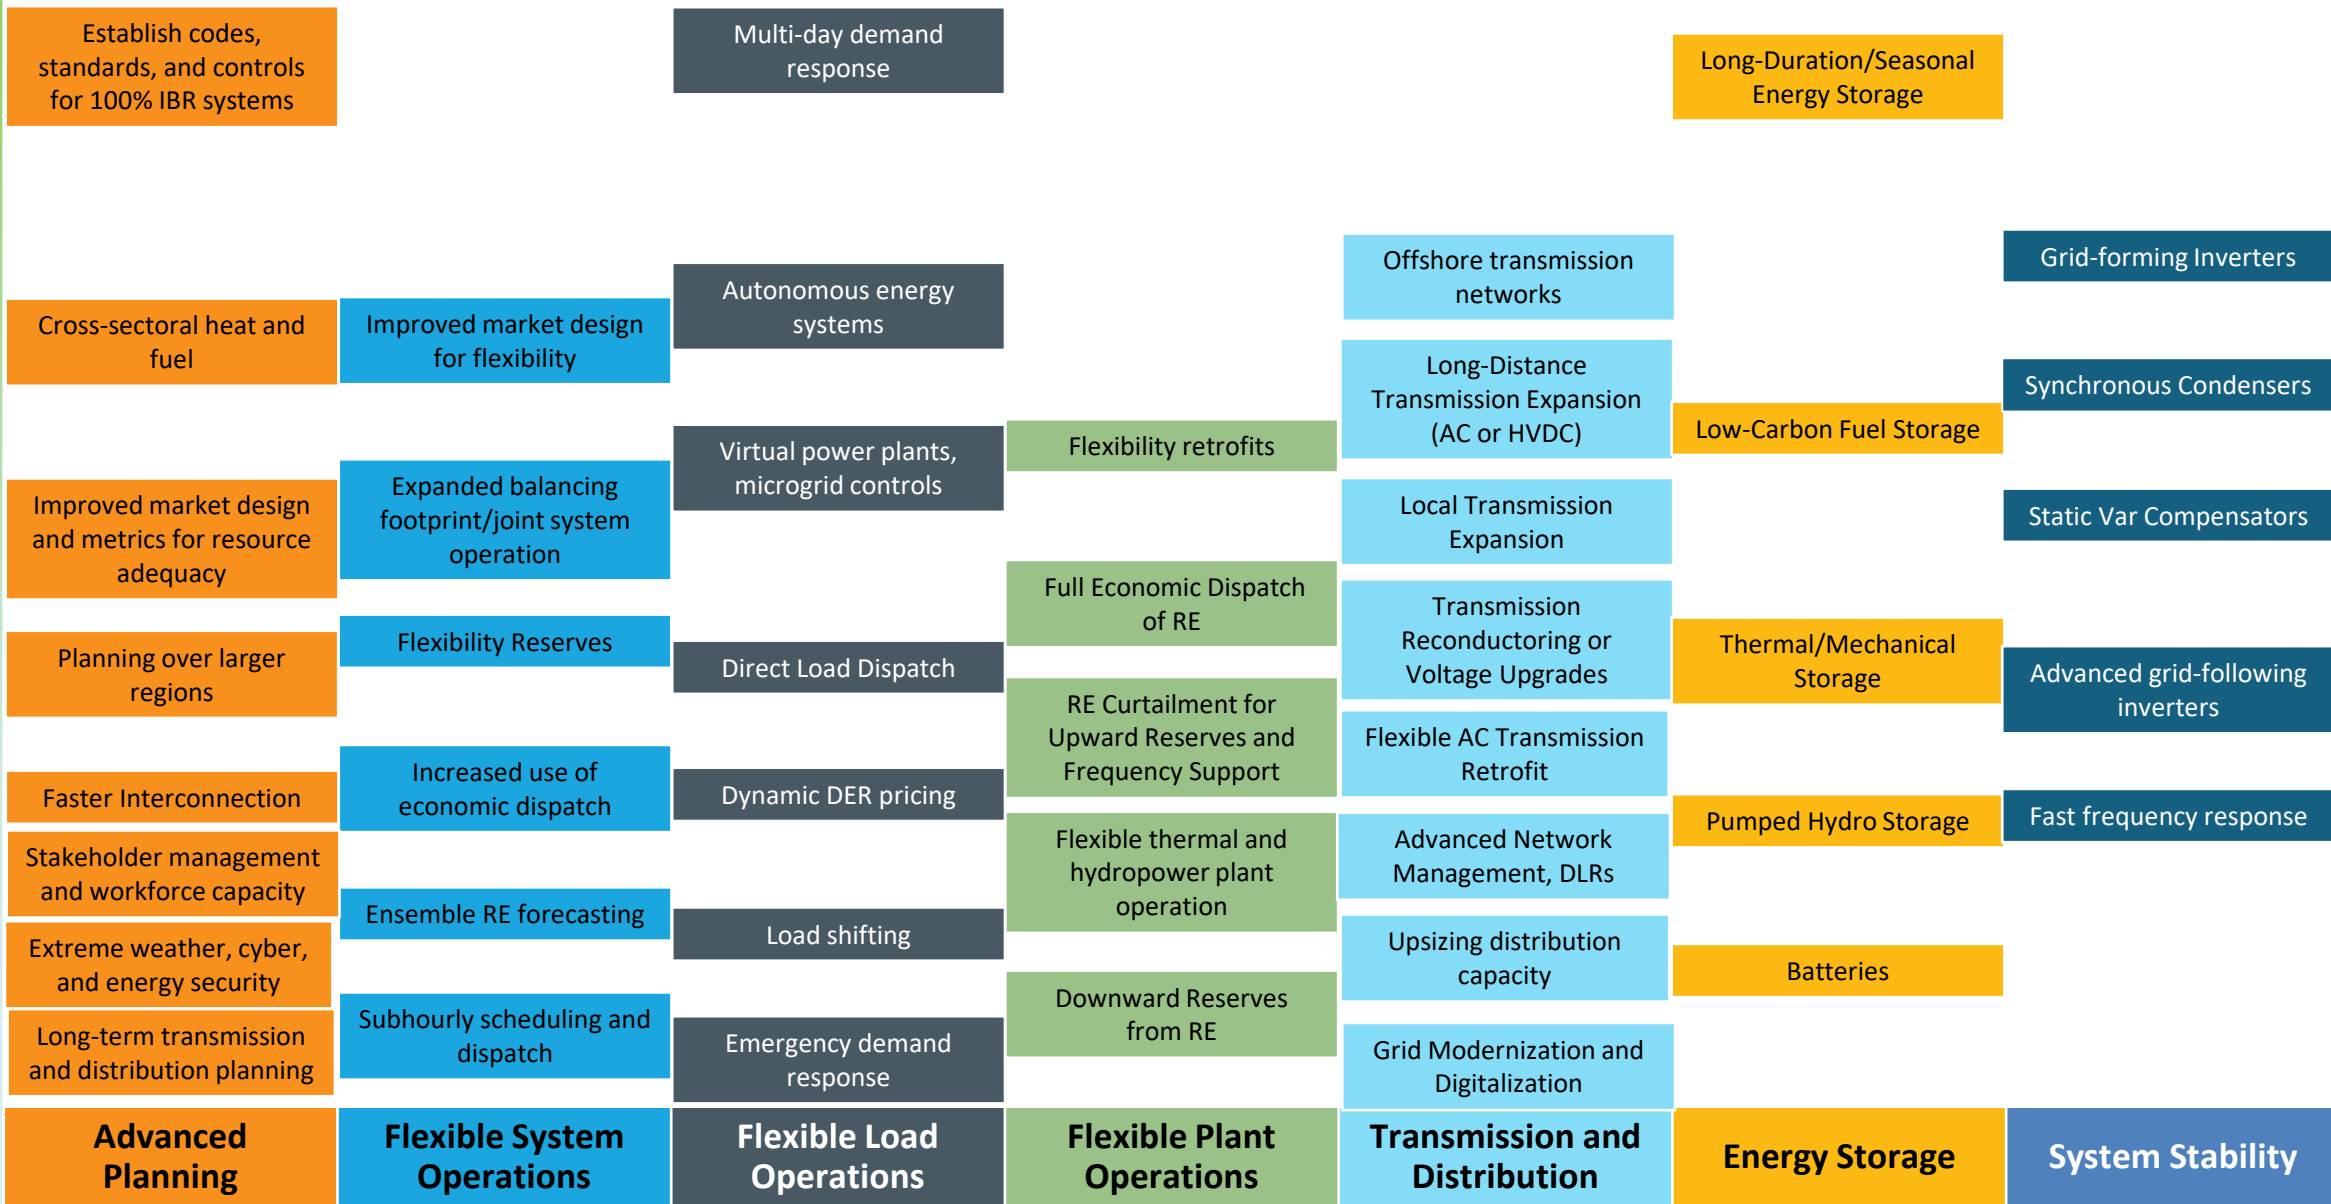 Establish codes,
standards, and controls
for 100% IBR systems
Cross-sectoral heat and
fuel
Improved market design
and metrics for resource
adequacy
Planning over larger
regions
Faster Interconnection
Stakeholder management
and workforce capacity
Extreme weather, cyber,
and energy security
Long-term transmission
and distribution planning
Advanced
Planning
Improved market design
for flexibility
Expanded balancing
footprint/joint system
operation
Flexibility Reserves
Increased use of
economic dispatch
Ensemble RE forecasting
Subhourly scheduling and
dispatch
Flexible System
Operations
Multi-day demand
response
Autonomous energy
systems
Virtual power plants,
microgrid controls
Direct Load Dispatch
Dynamic DER pricing
Load shifting
Emergency demand
response
Flexible Load
Operations
Flexibility retrofits
Full Economic Dispatch
of RE
RE Curtailment for
Upward Reserves and
Frequency Support
Flexible thermal and
hydropower plant
operation
Downward Reserves
from RE
Flexible Plant
Operations
Offshore transmission
networks
Long-Distance
Transmission Expansion
(AC or HVDC)
Local Transmission
Expansion
Transmission
Reconductoring or
Voltage Upgrades
Flexible AC Transmission
Retrofit
Advanced Network
Management, DLRs
Upsizing distribution
capacity
Grid Modernization and
Digitalization
Transmission and
Distribution
Long-Duration/Seasonal
Energy Storage
Low-Carbon Fuel Storage
Thermal/Mechanical
Storage
Pumped Hydro Storage
Batteries
Energy Storage
Grid-forming Inverters
Synchronous Condensers
Static Var Compensators
Advanced grid-following
inverters
Fast frequency response
System Stability